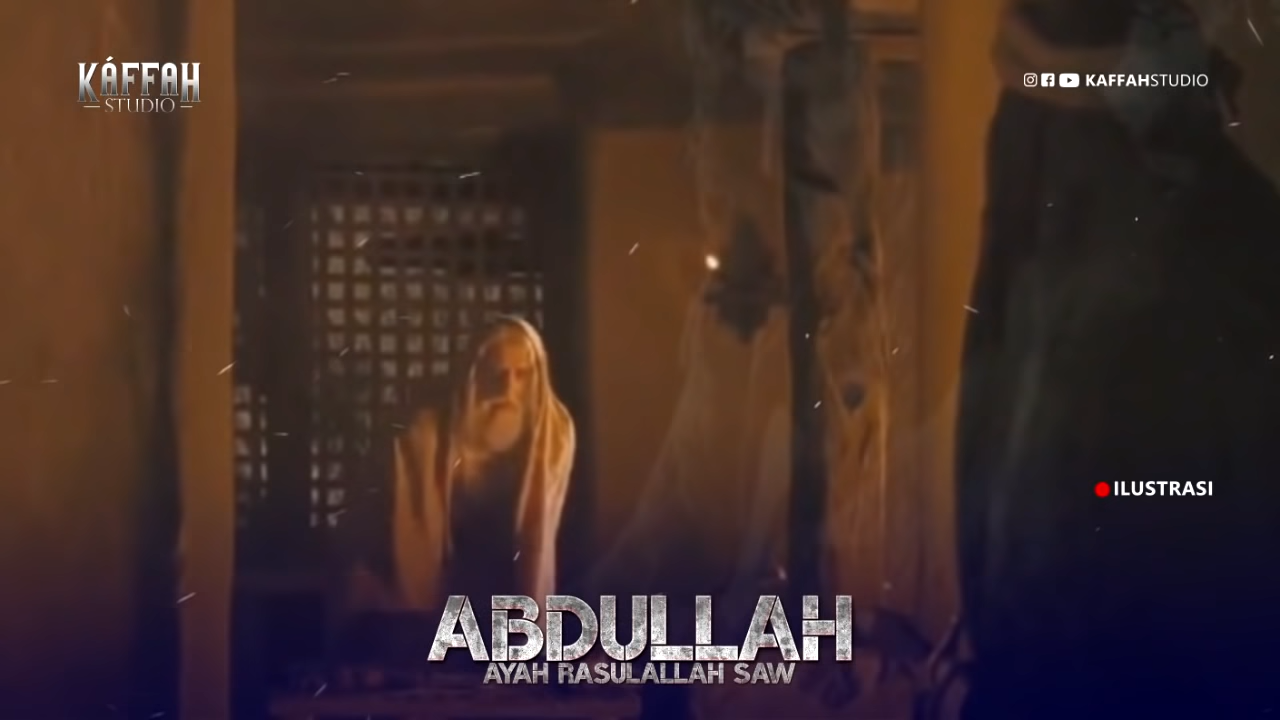 KÁFFAH
STUDIO
KAFFAHSTUDIO
ILUSTRASI
ABDULLAH
AYAH RASULALLAH SAW